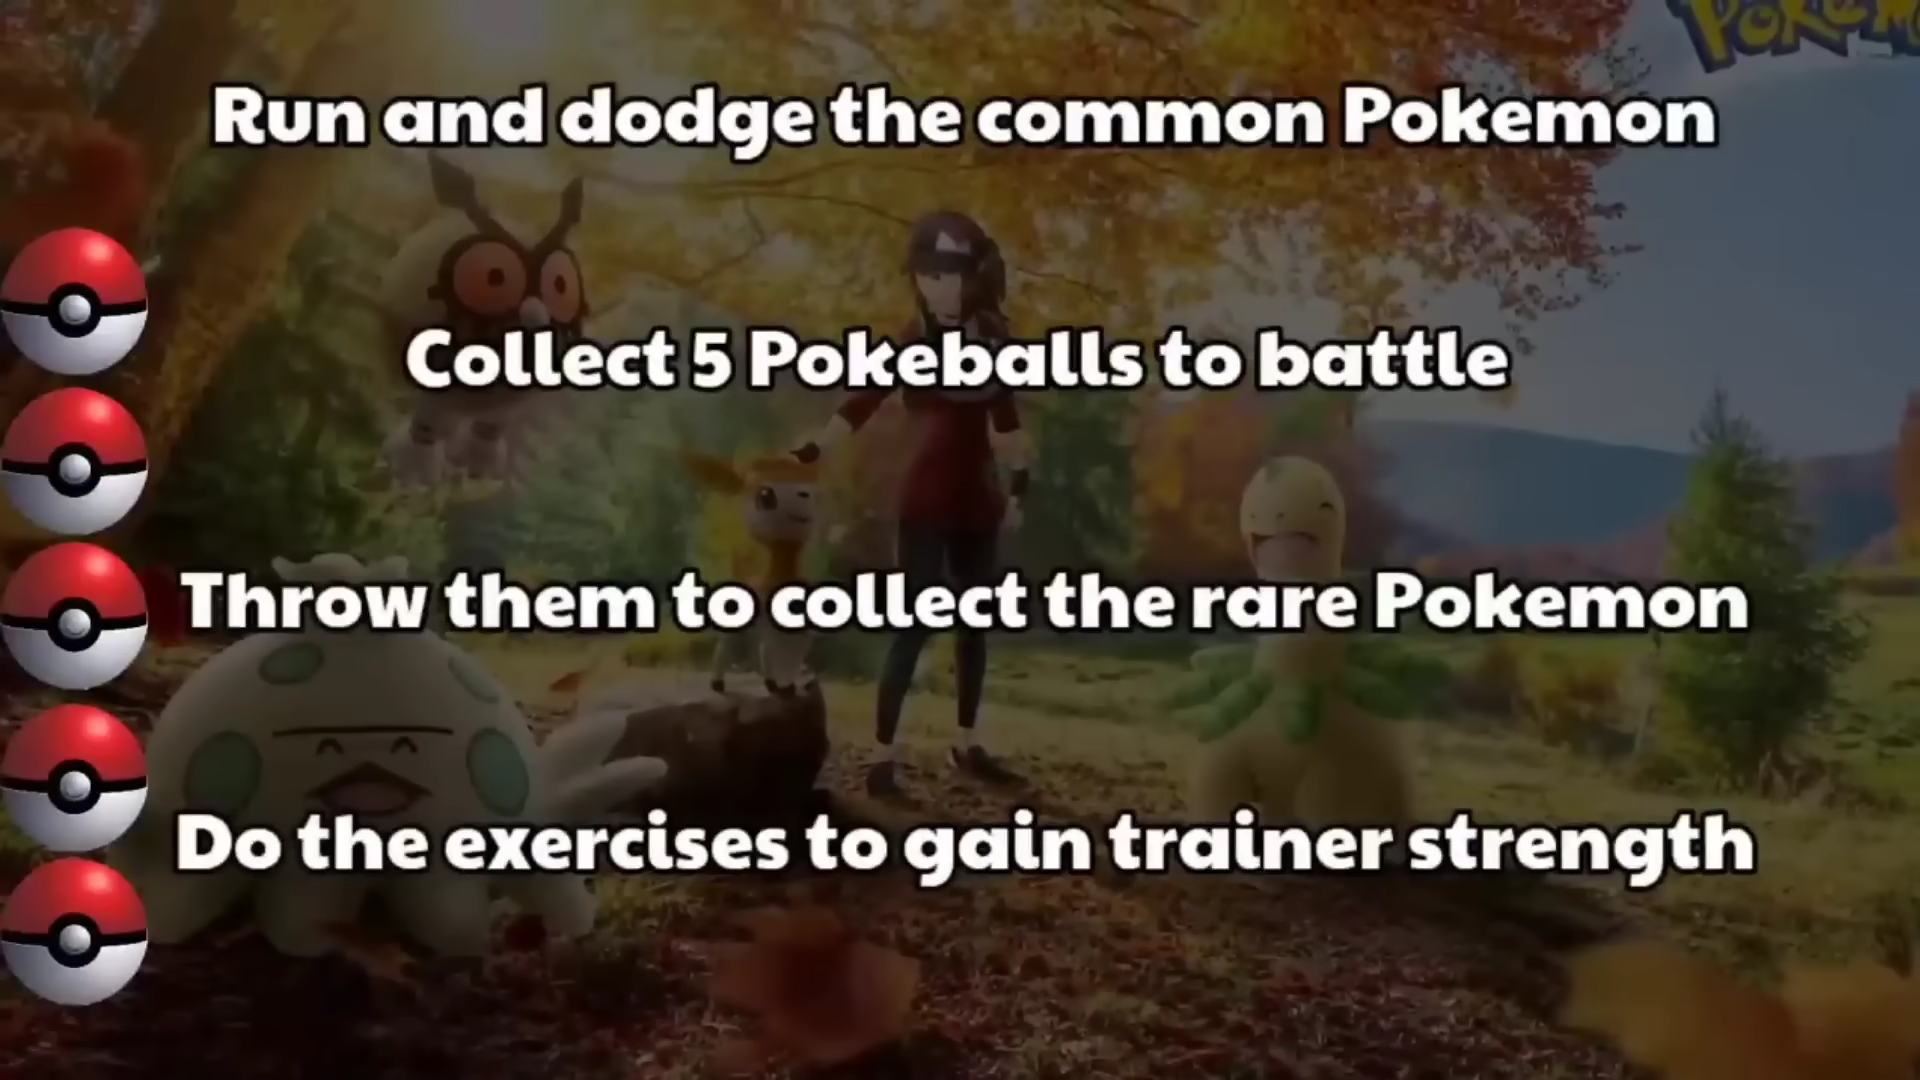 Pokém
Run and dodge the common Pokemon
Collect 5 Pokeballs to battle
Throw them to collect the rare Pokemon
Do the exercises to gain trainer strength